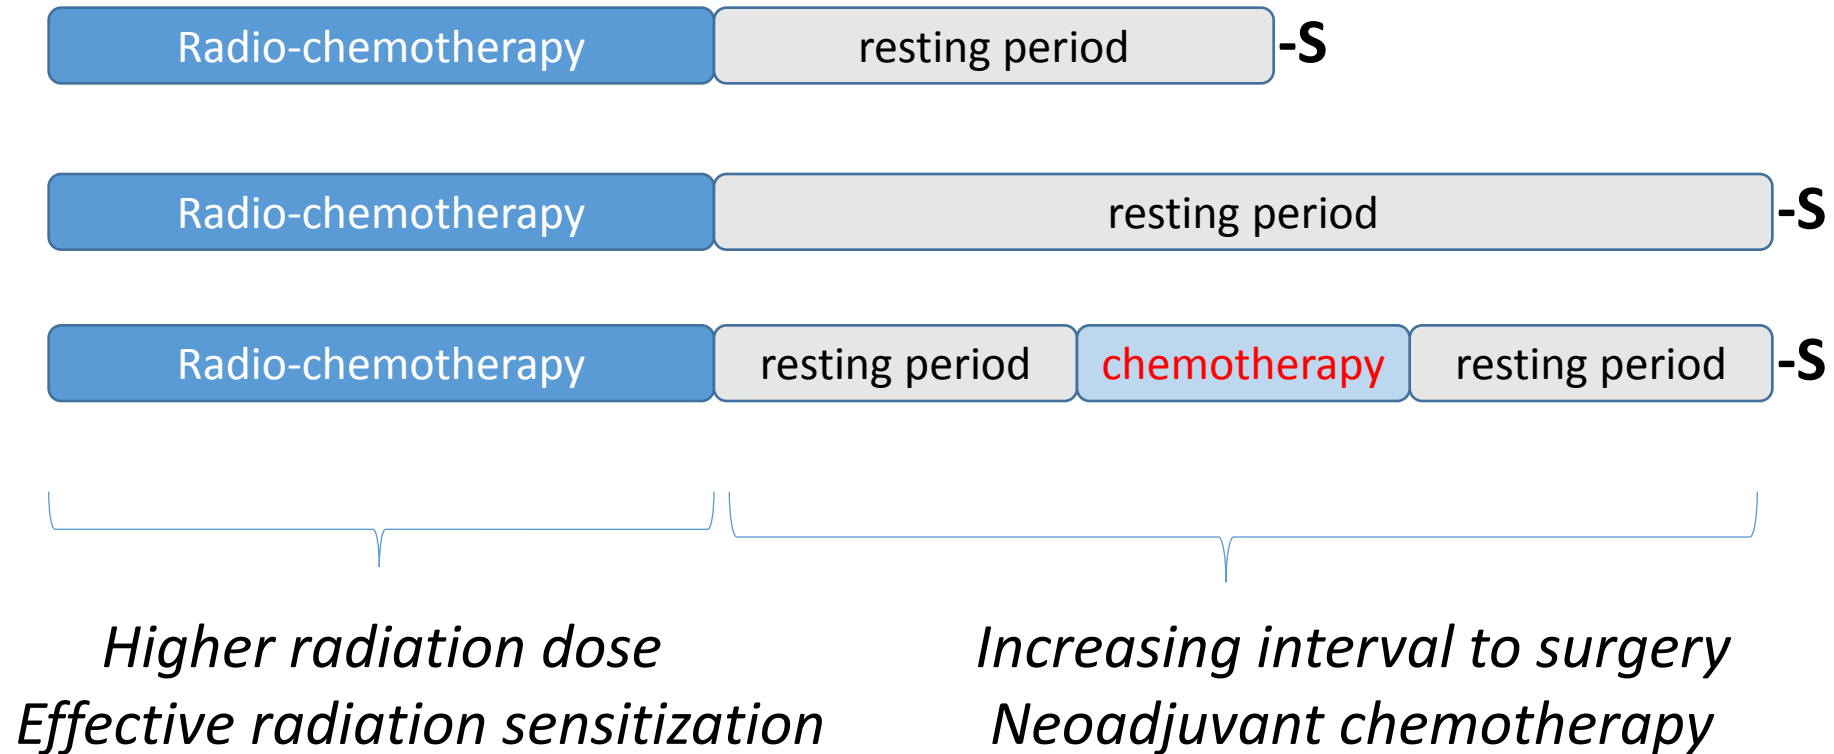 Radio-chemotherapy resting period -S
Radio-chemotherapy resting period -S
Radio-chemotherapy resting period chemotherapy resting period -S
Higher radiation dose
Effective radiation sensitization
Increasing interval to surgery
Neoadjuvant chemotherapy